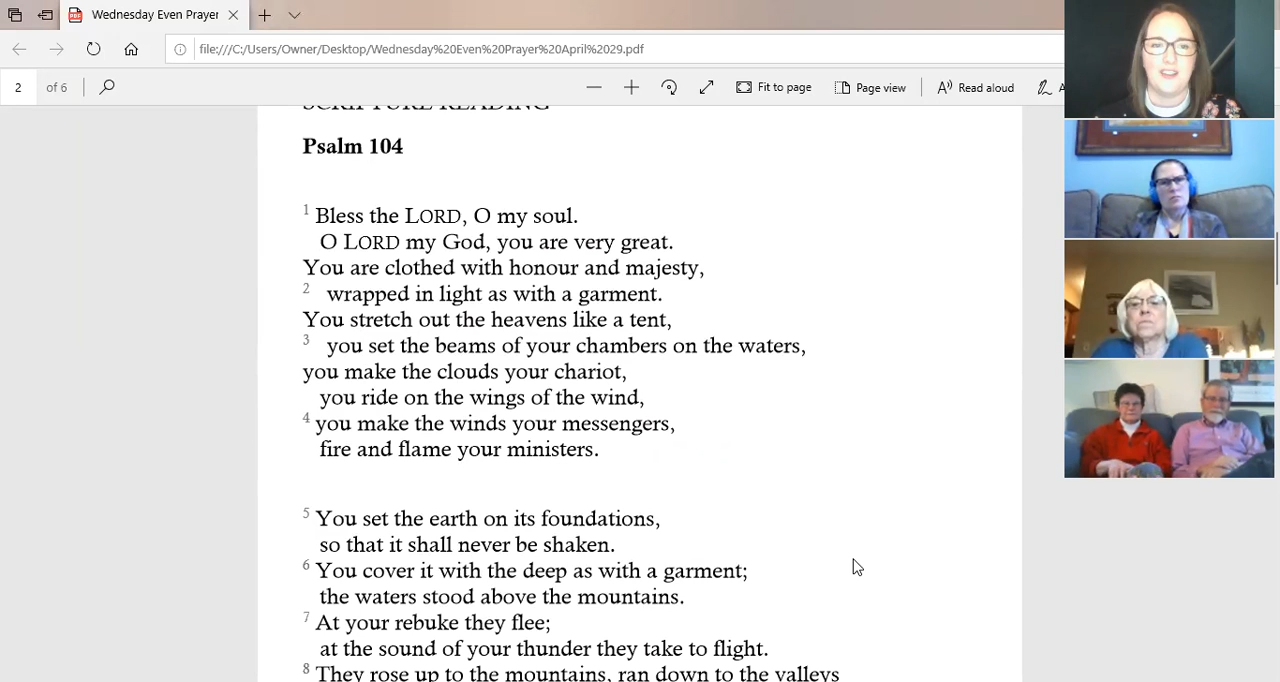 Wednesday Even Prayer
file:///C:/Users/Owner/Desktop/Wednesday%20Even%20Prayer%20April%2029.pdf
2 of 6
Fit to page
Page view
Read aloud
SCRIPTURE READING
Psalm 104
1 Bless the LORD, O my soul.
O LORD my God, you are very great.
You are clothed with honour and majesty,
2 wrapped in light as with a garment.
You stretch out the heavens like a tent,
3 you set the beams of your chambers on the waters,
you make the clouds your chariot,
you ride on the wings of the wind,
4 you make the winds your messengers,
fire and flame your ministers.
5 You set the earth on its foundations,
so that it shall never be shaken.
6 You cover it with the deep as with a garment;
the waters stood above the mountains.
7 At your rebuke they flee;
at the sound of your thunder they take to flight.
8 They rose up to the mountains, ran down to the valleys